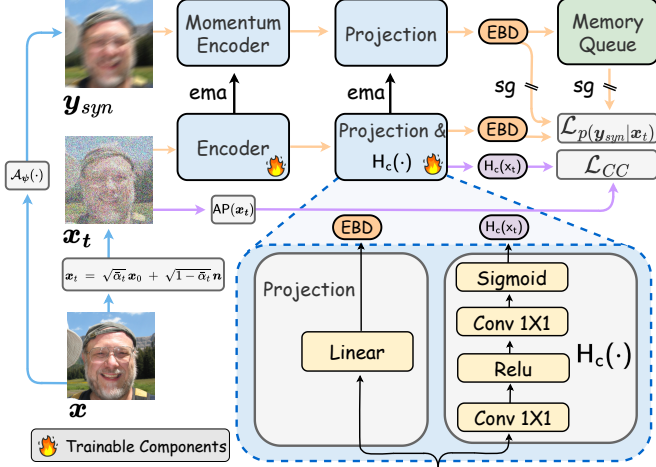 Momentum
Encoder
Projection
EBD
Memory
Queue
y_syn
ema
ema
sg
sg
Encoder
Projection &
H_c(·)
EBD
L_p(y_syn|x_t)
A_ψ(·)
H_c(x_t)
L_CC
AP(x_t)
x_t
x_t = √ᾱ_t x_0 + √1−ᾱ_t n
EBD
H_c(x_t)
Projection
Sigmoid
Conv 1X1
Linear
H_c(·)
Relu
Conv 1X1
x
Trainable Components